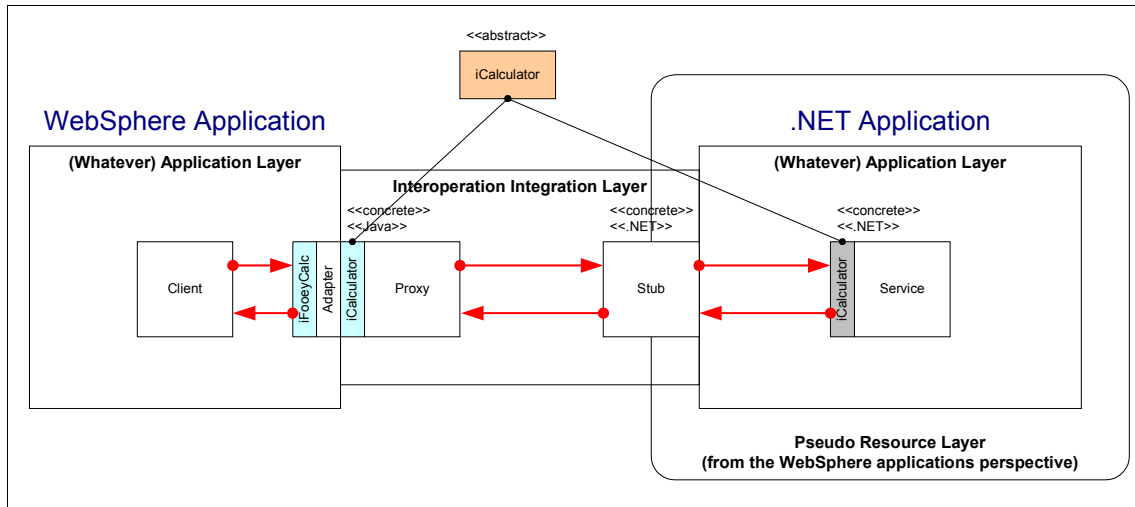 <<abstract>>
iCalculator
WebSphere Application
.NET Application
(Whatever) Application Layer
(Whatever) Application Layer
Interoperation Integration Layer
<<concrete>>
<<Java>>
<<concrete>>
<<.NET>>
<<concrete>>
<<.NET>>
Client
iFooeyCalc
Adapter
iCalculator
Proxy
Stub
iCalculator
Service
Pseudo Resource Layer
(from the WebSphere applications perspective)